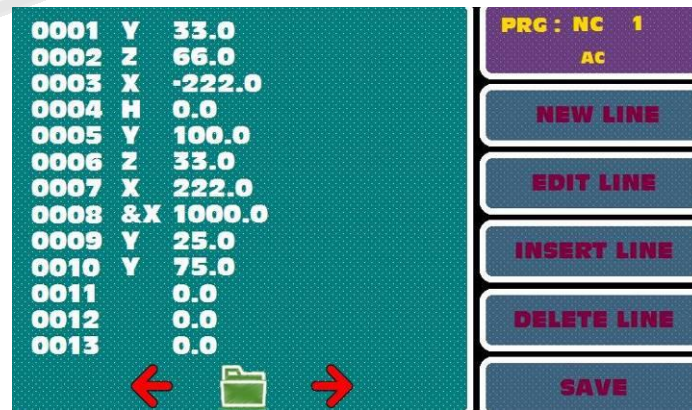 0001 Y 33.0
0002 Z 66.0
0003 X -222.0
0004 H 0.0
0005 Y 100.0
0006 Z 33.0
0007 X 222.0
0008 &X 1000.0
0009 Y 25.0
0010 Y 75.0
0011 0.0
0012 0.0
0013 0.0
PRG : NC 1
AC
NEW LINE
EDIT LINE
INSERT LINE
DELETE LINE
SAVE